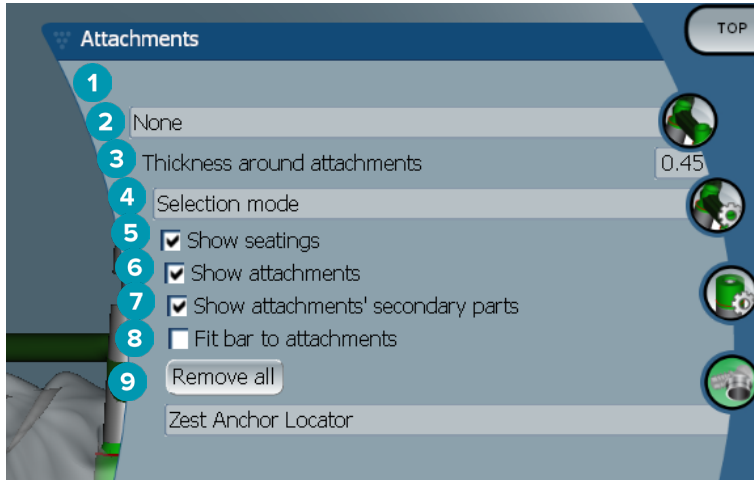 TOP
Attachments
1
2 None
3 Thickness around attachments 0.45
4 Selection mode
5 Show seatings
6 Show attachments
7 Show attachments' secondary parts
8 Fit bar to attachments
9 Remove all
Zest Anchor Locator